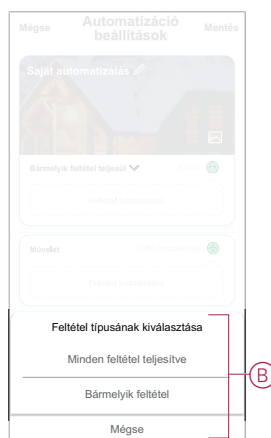 Mégse
Automatizáció
beállítások
Mentés
Saját automatizálás
Bármelyik feltétel teljesül
Feltétel hozzáadása
Művelet
Feltétel hozzáadása
Feltétel típusának kiválasztása
Minden feltétel teljesítve
B
Bármelyik feltétel
Mégse